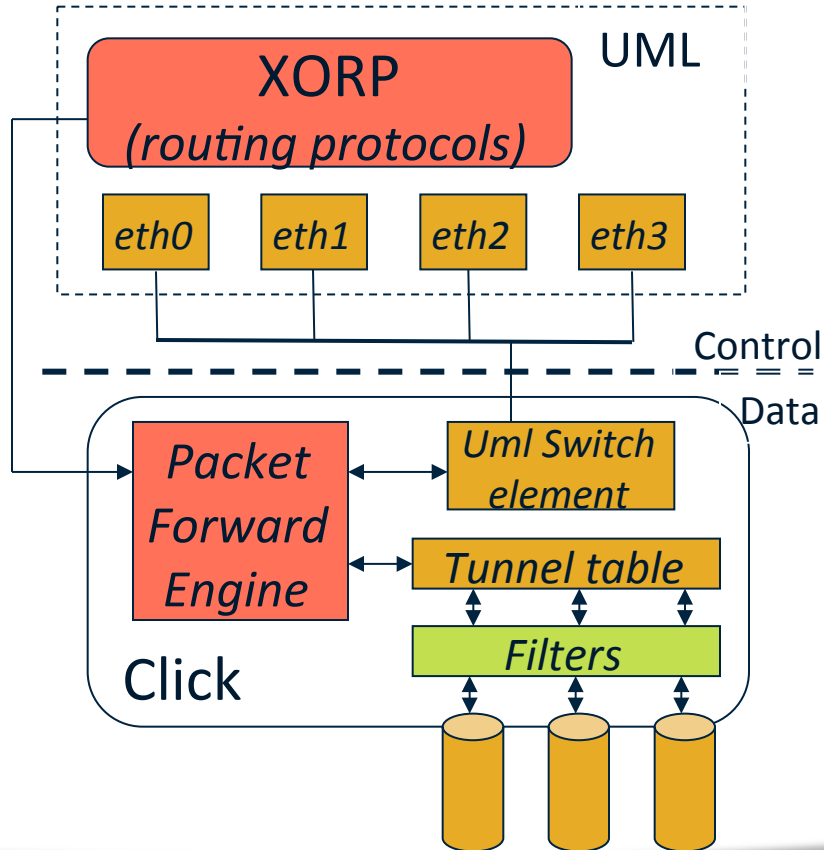 UML
XORP
(routing protocols)
eth0
eth1
eth2
eth3
Control
Data
Packet
Forward
Engine
Uml Switch
element
Tunnel table
Filters
Click